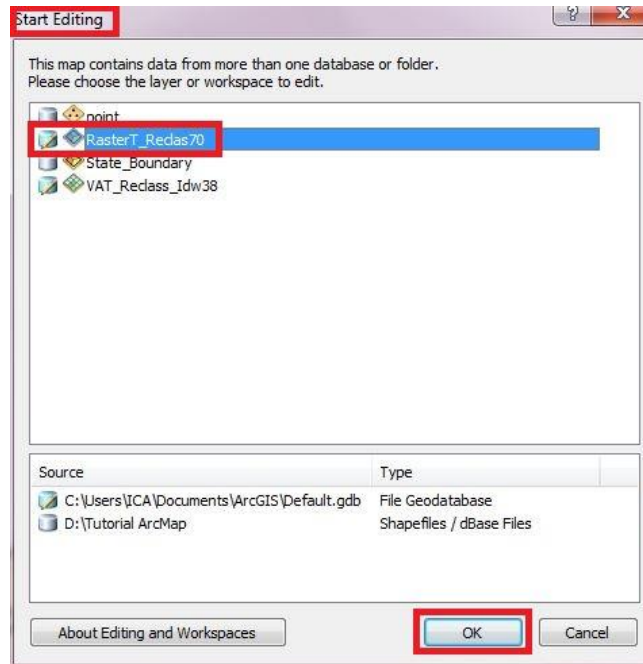 Start Editing
This map contains data from more than one database or folder.
Please choose the layer or workspace to edit.
point
RasterT_Reclas70
State_Boundary
VAT_Reclass_Idw38
Source Type
C:\Users\ICA\Documents\ArcGIS\Default.gdb File Geodatabase
D:\Tutorial ArcMap Shapefiles / dBase Files
About Editing and Workspaces OK Cancel